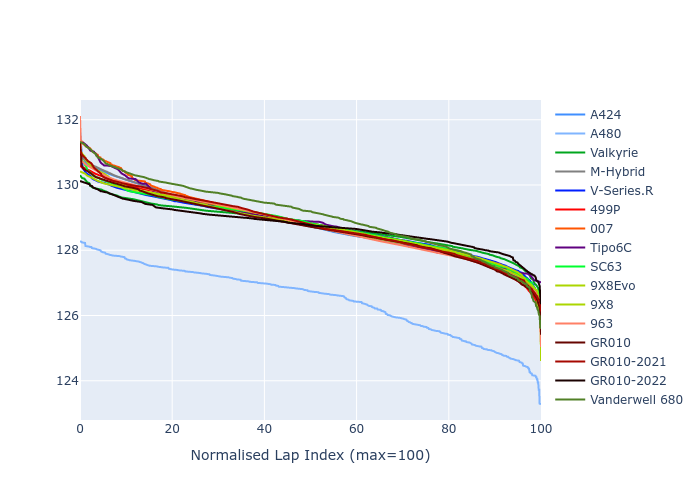 132
130
128
126
124
0
20
40
60
80
100
Normalised Lap Index (max=100)
A424
A480
Valkyrie
M-Hybrid
V-Series.R
499P
007
Tipo6C
SC63
9X8Evo
9X8
963
GR010
GR010-2021
GR010-2022
Vanderwell 680